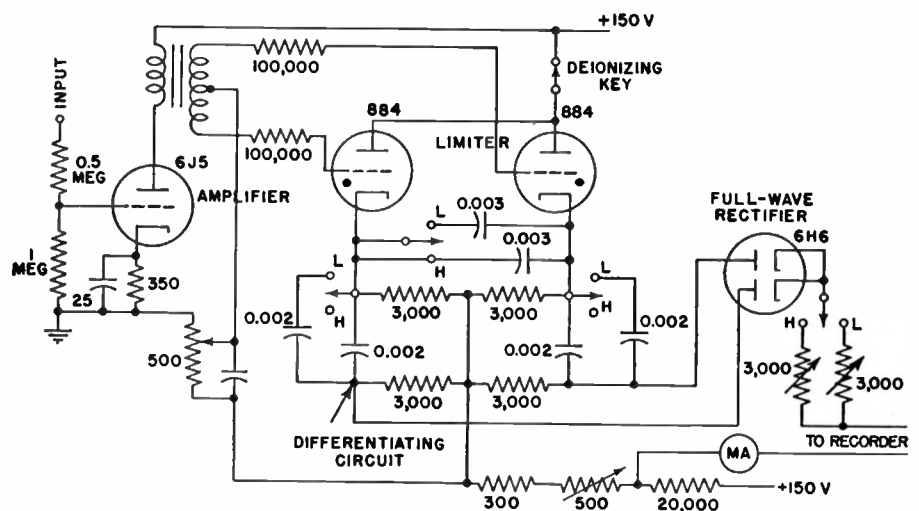 +150 V
DEIONIZING
KEY
INPUT
100,000
884
LIMITER
884
0.5
MEG
6J5
AMPLIFIER
100,000
FULL-WAVE
RECTIFIER
6H6
L
0.003
0.003
H
1
MEG
25
350
L
H
3,000
3,000
L
H
0.002
0.002
0.002
0.002
500
3,000
3,000
H
L
3,000
3,000
TO RECORDER
DIFFERENTIATING
CIRCUIT
MA
300
500
20,000
+150 V